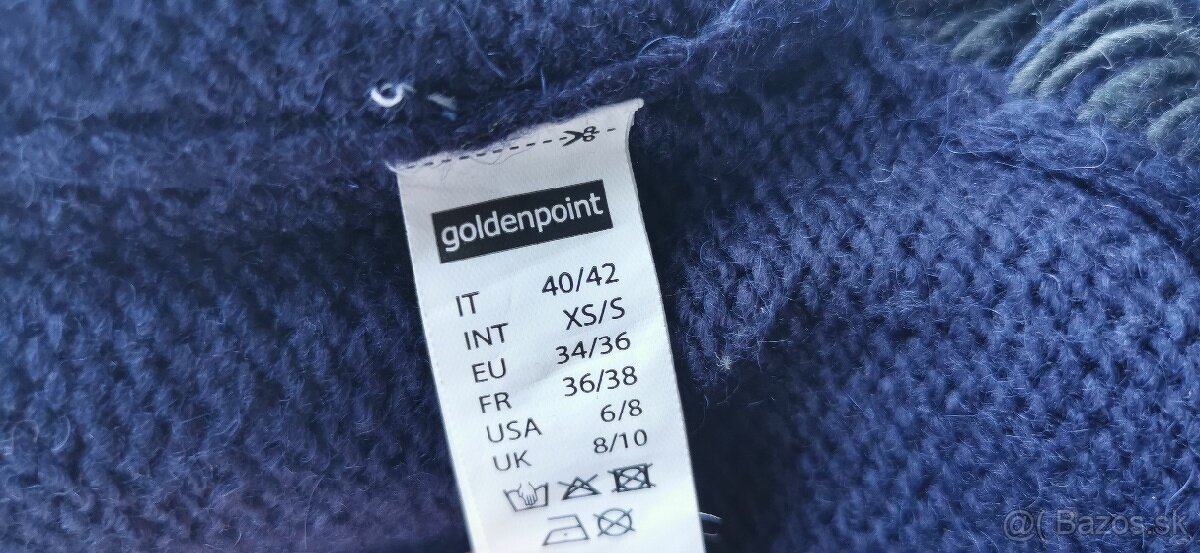 goldenpoint
IT 40/42
INT XS/S
EU 34/36
FR 36/38
USA 6/8
UK 8/10
@( Bazos.sk